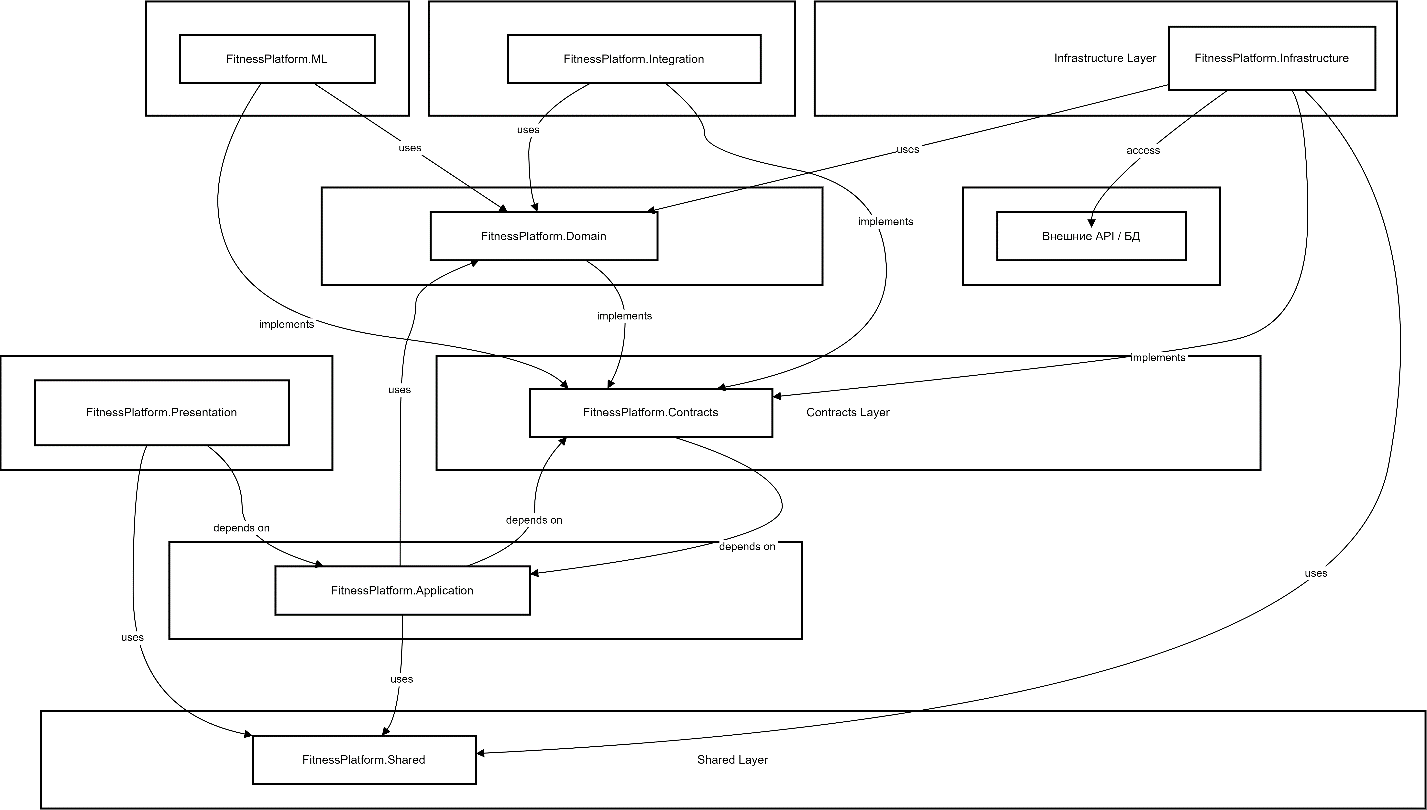 FitnessPlatform.ML
FitnessPlatform.Integration
Infrastructure Layer
FitnessPlatform.Infrastructure
uses
uses
uses
access
implements
FitnessPlatform.Domain
Внешние API / БД
implements
implements
implements
uses
FitnessPlatform.Presentation
FitnessPlatform.Contracts
Contracts Layer
depends on
depends on
depends on
uses
FitnessPlatform.Application
uses
uses
FitnessPlatform.Shared
Shared Layer